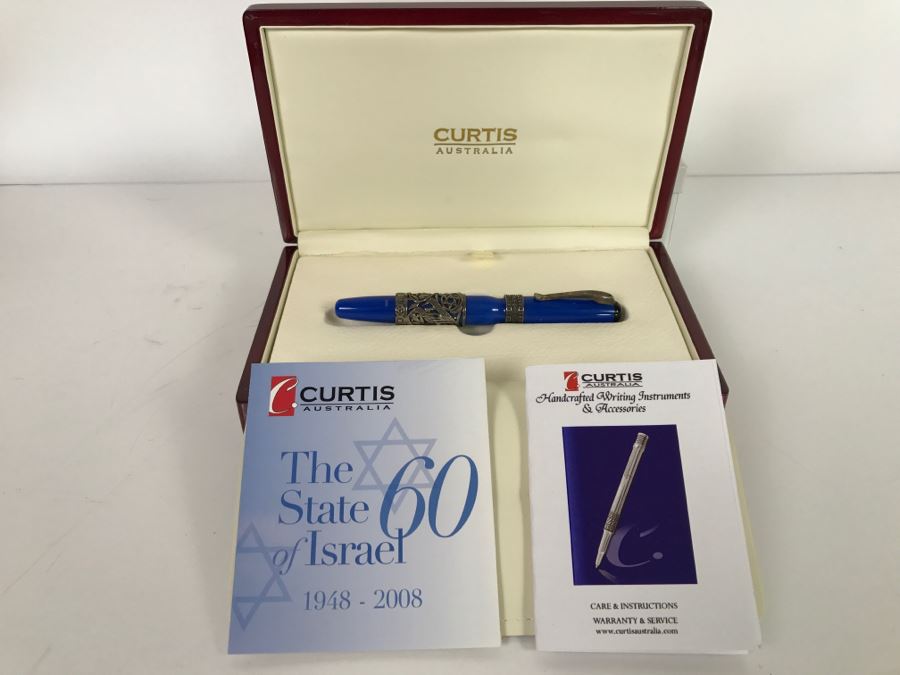 CURTIS
AUSTRALIA
C. CURTIS
AUSTRALIA
The
State 60
of Israel
1948 - 2008
C. CURTIS
AUSTRALIA
Handcrafted Writing Instruments
& Accessories
C.
CARE & INSTRUCTIONS
WARRANTY & SERVICE
www.curtisaustralia.com